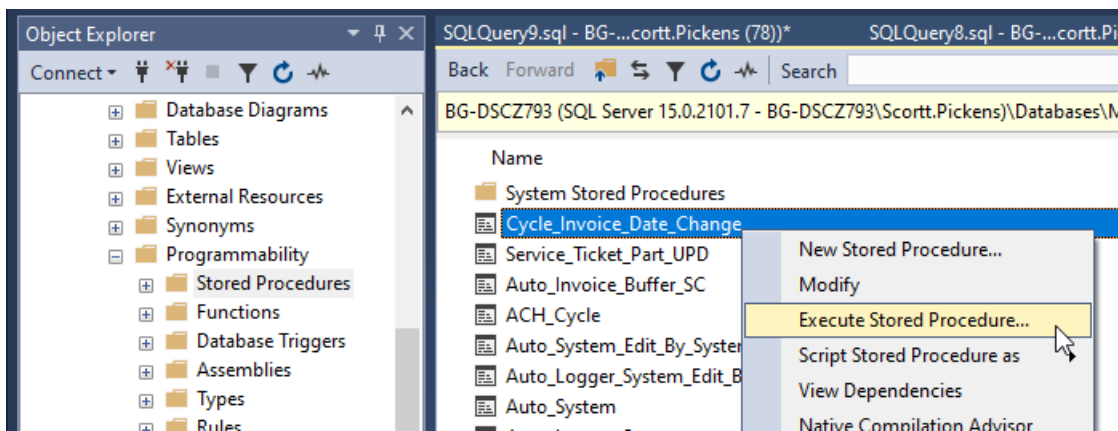 Object Explorer
Connect
Database Diagrams
Tables
Views
External Resources
Synonyms
Programmability
Stored Procedures
Functions
Database Triggers
Assemblies
Types
Rules
SQLQuery9.sql - BG-...cortt.Pickens (78))*
SQLQuery8.sql - BG-...cortt.Pi
Back Forward Search
BG-DSCZ793 (SQL Server 15.0.2101.7 - BG-DSCZ793\Scortt.Pickens)\Databases\M
Name
System Stored Procedures
Cycle_Invoice_Date_Change
Service_Ticket_Part_UPD
Auto_Invoice_Buffer_SC
ACH_Cycle
Auto_System_Edit_By_System
Auto_Logger_System_Edit_B
Auto_System
New Stored Procedure...
Modify
Execute Stored Procedure...
Script Stored Procedure as
View Dependencies
Native Compilation Advisor